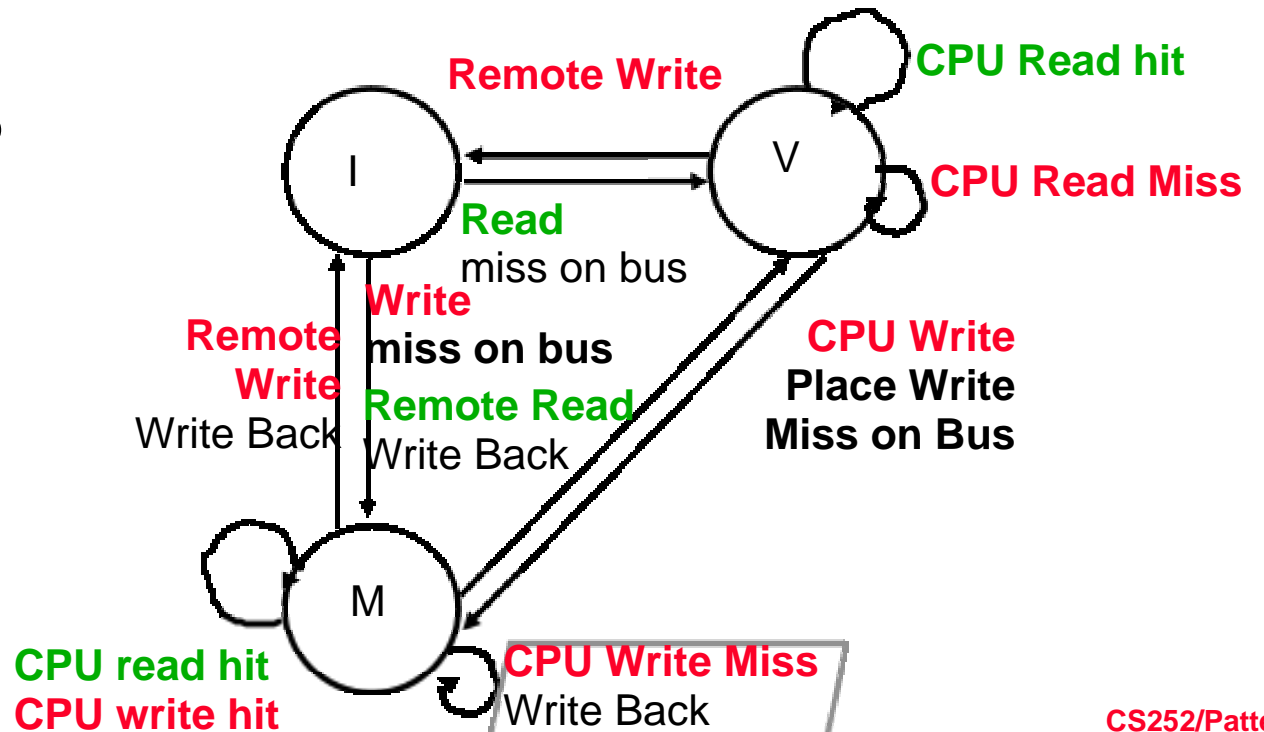 Remote Write
CPU Read hit
I
V
CPU Read Miss
Read
miss on bus
Write
miss on bus
Remote
Write
Write Back
Remote Read
Write Back
CPU Write
Place Write
Miss on Bus
M
CPU read hit
CPU write hit
CPU Write Miss
Write Back